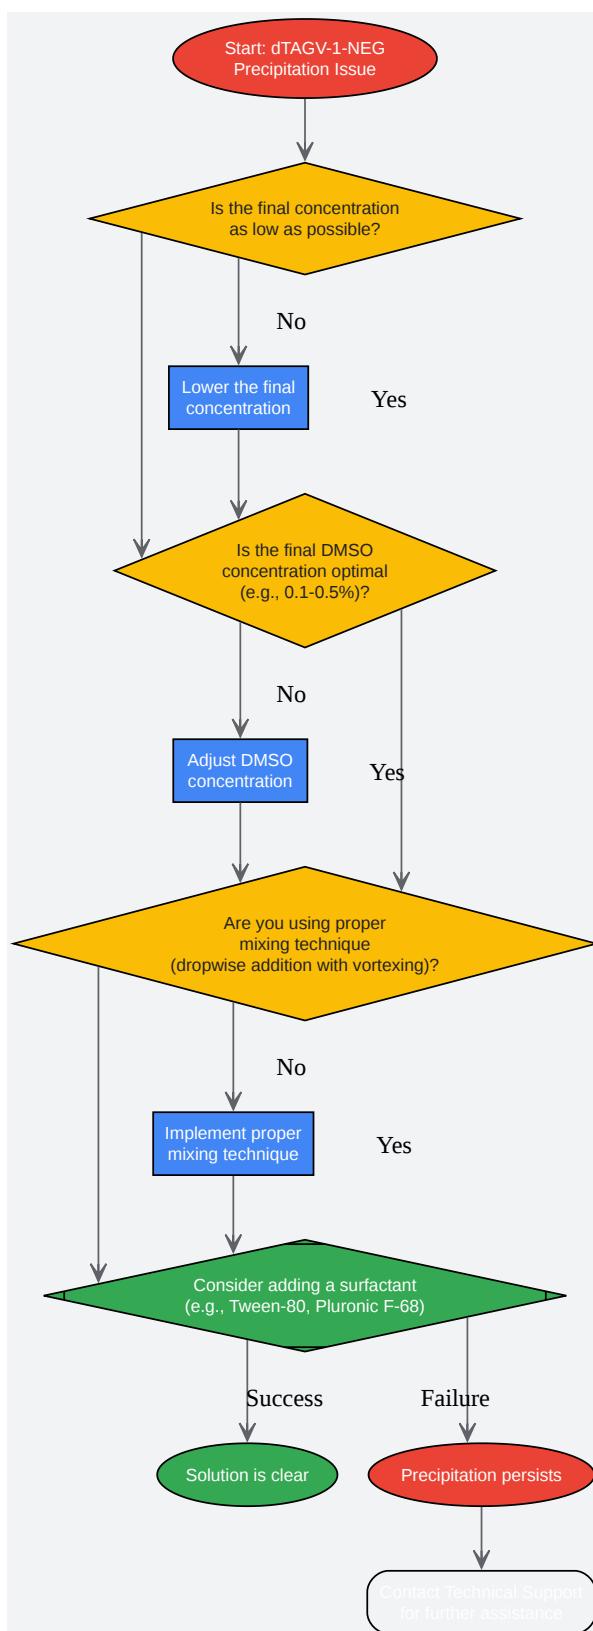 Start: dTAGV-1-NEG
Precipitation Issue
Is the final concentration
as low as possible?
No
Lower the final
concentration
Yes
Is the final DMSO
concentration optimal
(e.g., 0.1-0.5%)?
No
Adjust DMSO
concentration
Yes
Are you using proper
mixing technique
(dropwise addition with vortexing)?
No
Implement proper
mixing technique
Yes
Consider adding a surfactant
(e.g., Tween-80, Pluronic F-68)
Success
Failure
Solution is clear
Precipitation persists
Contact Technical Support
for further assistance